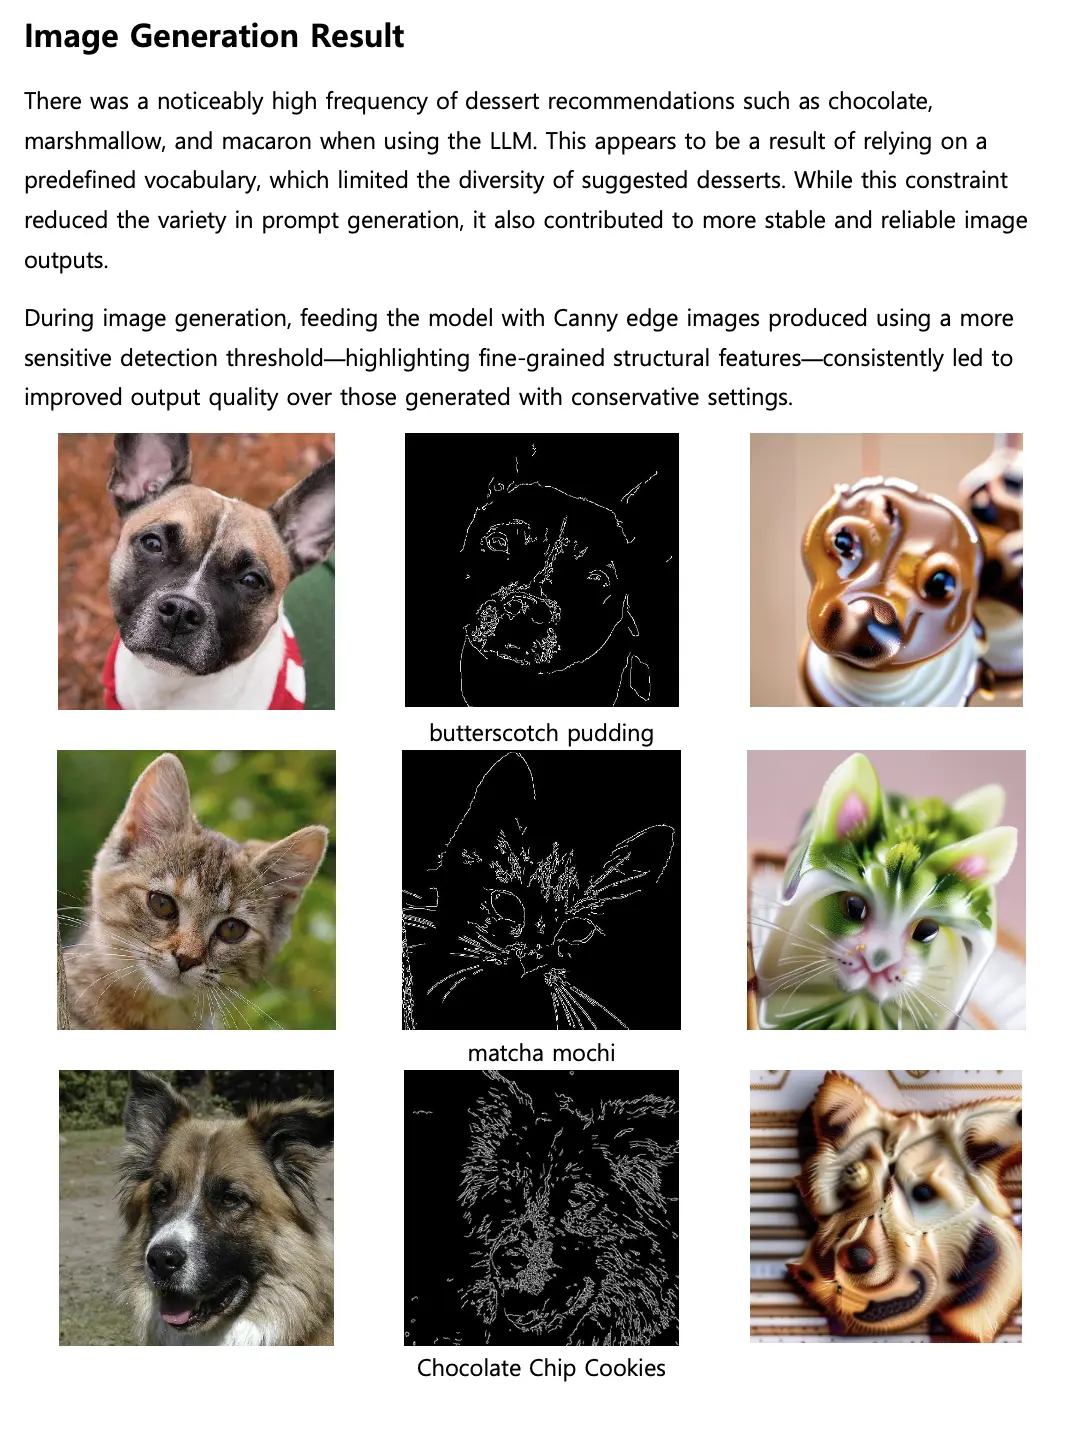 Image Generation Result
There was a noticeably high frequency of dessert recommendations such as chocolate,
marshmallow, and macaron when using the LLM. This appears to be a result of relying on a
predefined vocabulary, which limited the diversity of suggested desserts. While this constraint
reduced the variety in prompt generation, it also contributed to more stable and reliable image
outputs.
During image generation, feeding the model with Canny edge images produced using a more
sensitive detection threshold—highlighting fine-grained structural features—consistently led to
improved output quality over those generated with conservative settings.
butterscotch pudding
matcha mochi
Chocolate Chip Cookies